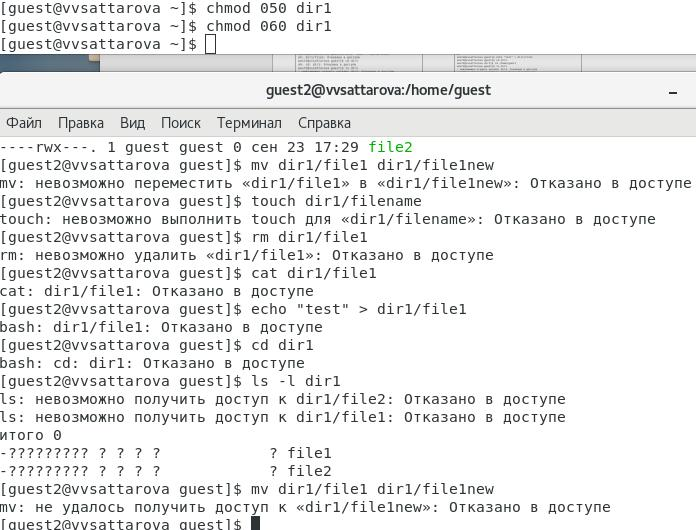 [guest@vvsattarova ~]$ chmod 050 dir1
[guest@vvsattarova ~]$ chmod 060 dir1
[guest@vvsattarova ~]$
guest2@vvsattarova:/home/guest
Файл Правка Вид Поиск Терминал Справка
----rwx---. 1 guest guest 0 сен 23 17:29 file2
[guest2@vvsattarova guest]$ mv dir1/file1 dir1/file1new
mv: невозможно переместить «dir1/file1» в «dir1/file1new»: Отказано в доступе
[guest2@vvsattarova guest]$ touch dir1/filename
touch: невозможно выполнить touch для «dir1/filename»: Отказано в доступе
[guest2@vvsattarova guest]$ rm dir1/file1
rm: невозможно удалить «dir1/file1»: Отказано в доступе
[guest2@vvsattarova guest]$ cat dir1/file1
cat: dir1/file1: Отказано в доступе
[guest2@vvsattarova guest]$ echo "test" > dir1/file1
bash: dir1/file1: Отказано в доступе
[guest2@vvsattarova guest]$ cd dir1
bash: cd: dir1: Отказано в доступе
[guest2@vvsattarova guest]$ ls -l dir1
ls: невозможно получить доступ к dir1/file2: Отказано в доступе
ls: невозможно получить доступ к dir1/file1: Отказано в доступе
итого 0
-????????? ? ? ? ?            ? file1
-????????? ? ? ? ?            ? file2
[guest2@vvsattarova guest]$ mv dir1/file1 dir1/file1new
mv: не удалось получить доступ к «dir1/file1new»: Отказано в доступе
[guest2@vvsattarova guest]$